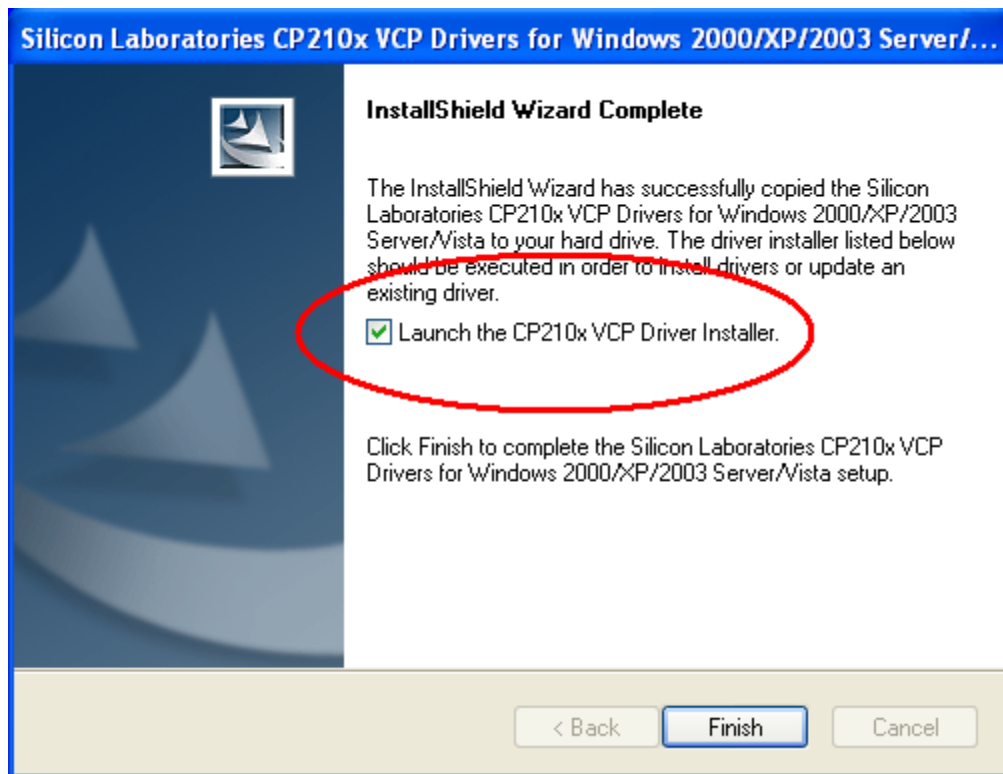 Silicon Laboratories CP210x VCP Drivers for Windows 2000/XP/2003 Server/...
InstallShield Wizard Complete
The InstallShield Wizard has successfully copied the Silicon
Laboratories CP210x VCP Drivers for Windows 2000/XP/2003
Server/Vista to your hard drive. The driver installer listed below
should be executed in order to install drivers or update an
existing driver.
Launch the CP210x VCP Driver Installer.
Click Finish to complete the Silicon Laboratories CP210x VCP
Drivers for Windows 2000/XP/2003 Server/Vista setup.
< Back Finish Cancel